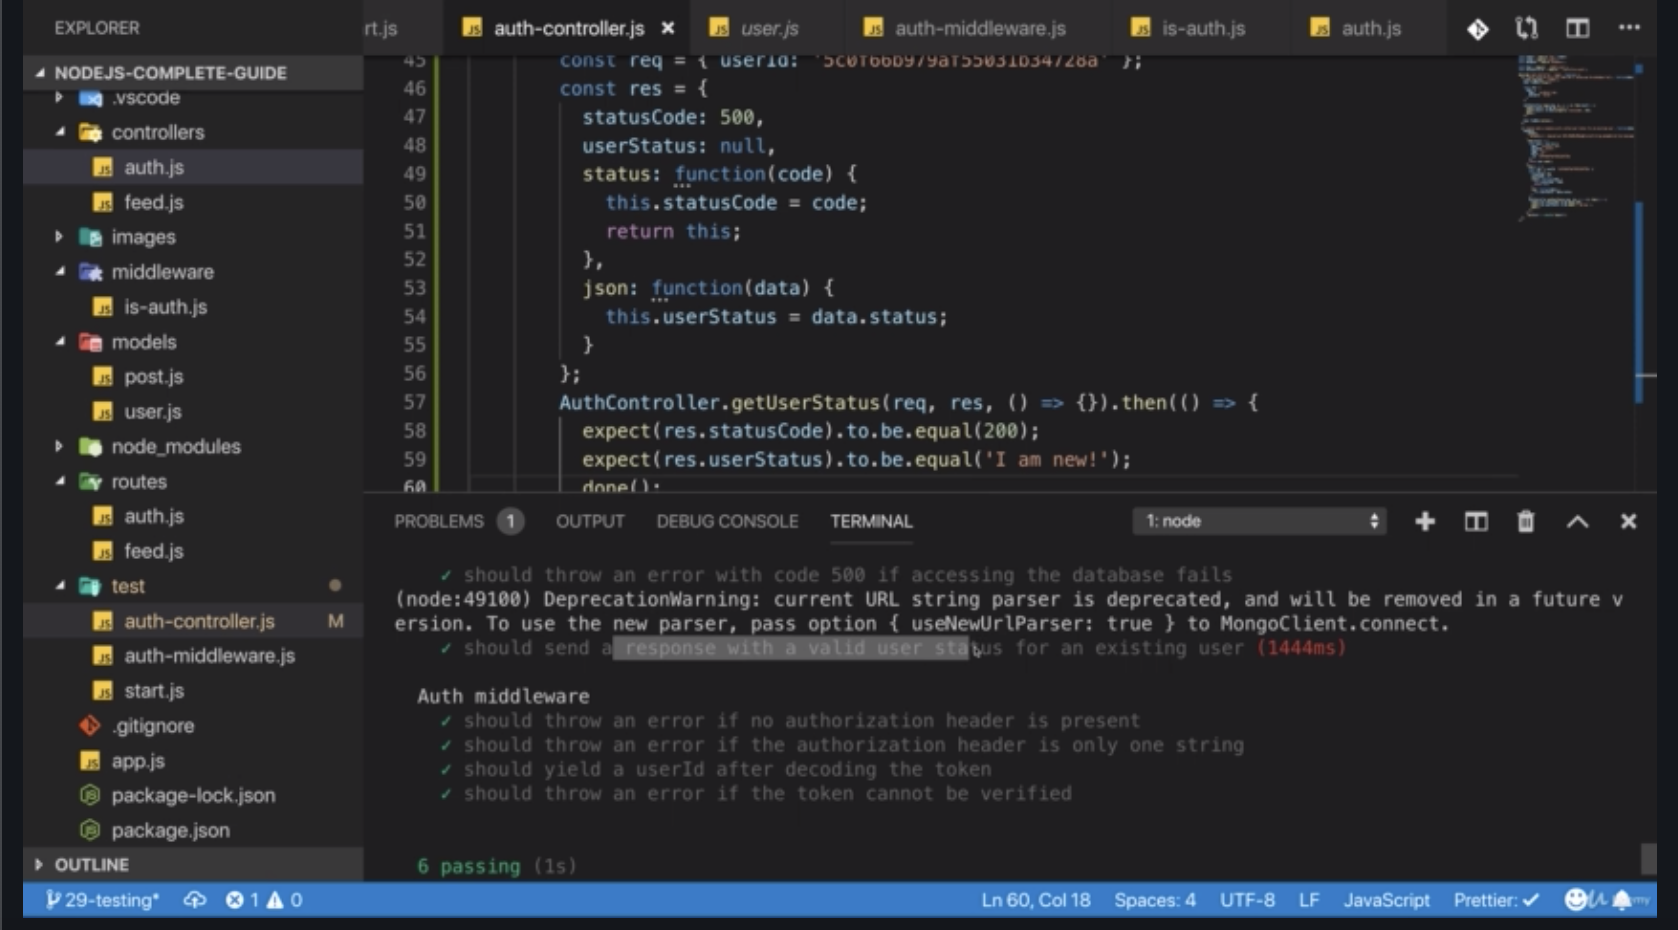 EXPLORER
NODEJS-COMPLETE-GUIDE
.vscode
controllers
auth.js
feed.js
images
middleware
is-auth.js
models
post.js
user.js
node_modules
routes
auth.js
feed.js
test
auth-controller.js M
auth-middleware.js
start.js
.gitignore
app.js
package-lock.json
package.json
OUTLINE
rt.js auth-controller.js user.js auth-middleware.js is-auth.js auth.js
45 const req = { userId: '5c0f66b979af55031b34728a' };
46 const res = {
47 statusCode: 500,
48 userStatus: null,
49 status: function(code) {
50 this.statusCode = code;
51 return this;
52 },
53 json: function(data) {
54 this.userStatus = data.status;
55 }
56 };
57 AuthController.getUserStatus(req, res, () => {}).then(() => {
58 expect(res.statusCode).to.be.equal(200);
59 expect(res.userStatus).to.be.equal('I am new!');
60 done();
PROBLEMS 1 OUTPUT DEBUG CONSOLE TERMINAL 1: node
✓ should throw an error with code 500 if accessing the database fails
(node:49100) DeprecationWarning: current URL string parser is deprecated, and will be removed in a future v
ersion. To use the new parser, pass option { useNewUrlParser: true } to MongoClient.connect.
✓ should send a response with a valid user status for an existing user (1444ms)
Auth middleware
✓ should throw an error if no authorization header is present
✓ should throw an error if the authorization header is only one string
✓ should yield a userId after decoding the token
✓ should throw an error if the token cannot be verified
6 passing (1s)
29-testing* 1 0 Ln 60, Col 18 Spaces: 4 UTF-8 LF JavaScript Prettier: ✓